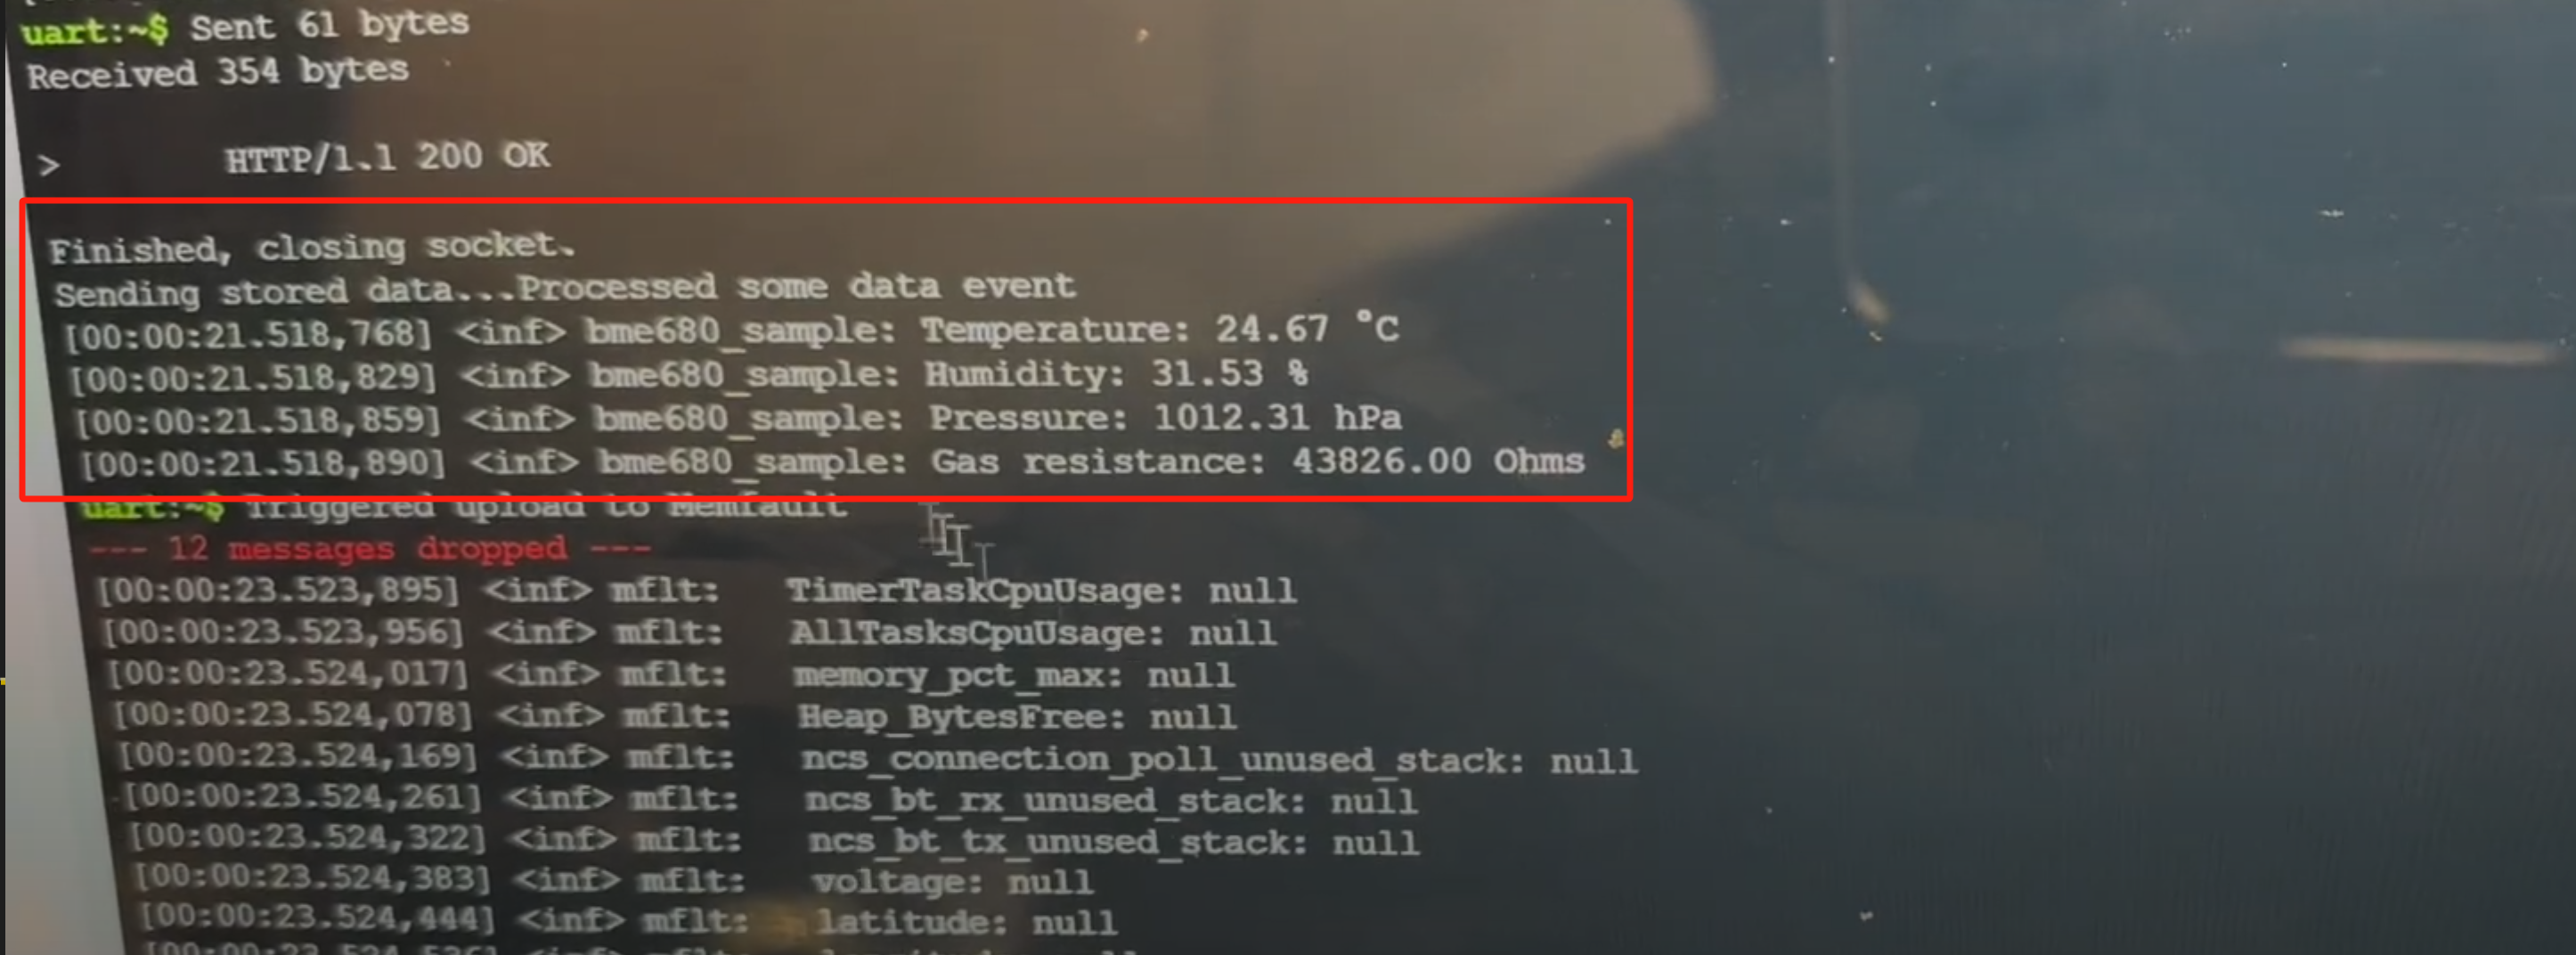 uart:~$ Sent 61 bytes
Received 354 bytes
> HTTP/1.1 200 OK
Finished, closing socket.
Sending stored data...Processed some data event
[00:00:21.518,768] <inf> bme680_sample: Temperature: 24.67 °C
[00:00:21.518,829] <inf> bme680_sample: Humidity: 31.53 %
[00:00:21.518,859] <inf> bme680_sample: Pressure: 1012.31 hPa
[00:00:21.518,890] <inf> bme680_sample: Gas resistance: 43826.00 Ohms
uart:~$ Triggered upload to Memfault
--- 12 messages dropped ---
[00:00:23.523,895] <inf> mflt: TimerTaskCpuUsage: null
[00:00:23.523,956] <inf> mflt: AllTasksCpuUsage: null
[00:00:23.524,017] <inf> mflt: memory_pct_max: null
[00:00:23.524,078] <inf> mflt: Heap_BytesFree: null
[00:00:23.524,169] <inf> mflt: ncs_connection_poll_unused_stack: null
[00:00:23.524,261] <inf> mflt: ncs_bt_rx_unused_stack: null
[00:00:23.524,322] <inf> mflt: ncs_bt_tx_unused_stack: null
[00:00:23.524,383] <inf> mflt: voltage: null
[00:00:23.524,444] <inf> mflt: latitude: null